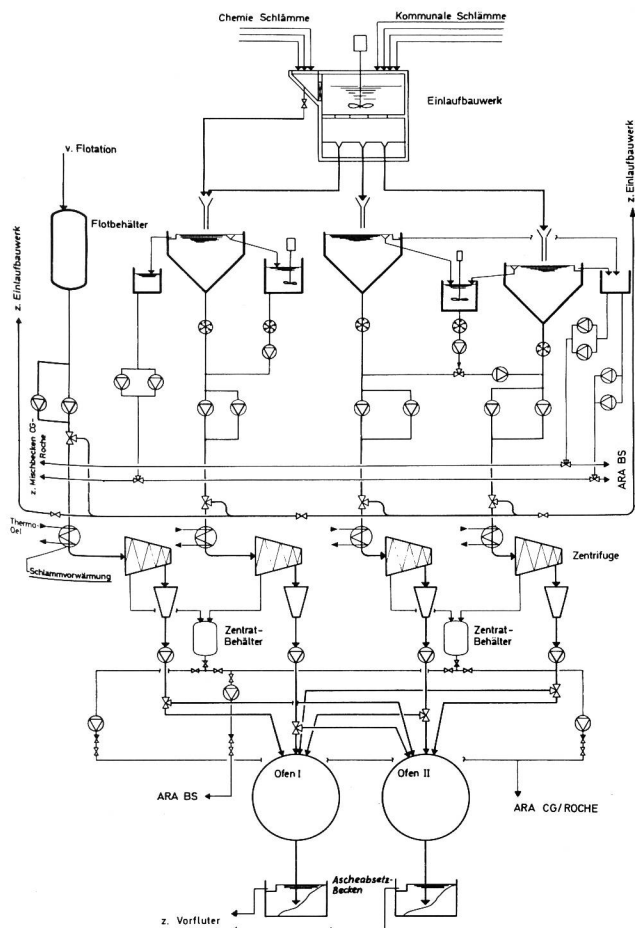 Chemie Schlämme
Kommunale Schlämme
Einlaufbauwerk
v. Flotation
Flotbehälter
z. Einlaufbauwerk
z. Einlaufbauwerk
z. Mischbecken CG-
Roche
ARA BS
Thermo-
Oel
Schlammvorwärmung
Zentrifuge
Zentrat-
Behälter
Zentrat-
Behälter
Ofen I
Ofen II
ARA BS
ARA CG/ROCHE
Ascheabsetz-
Becken
z. Vorfluter